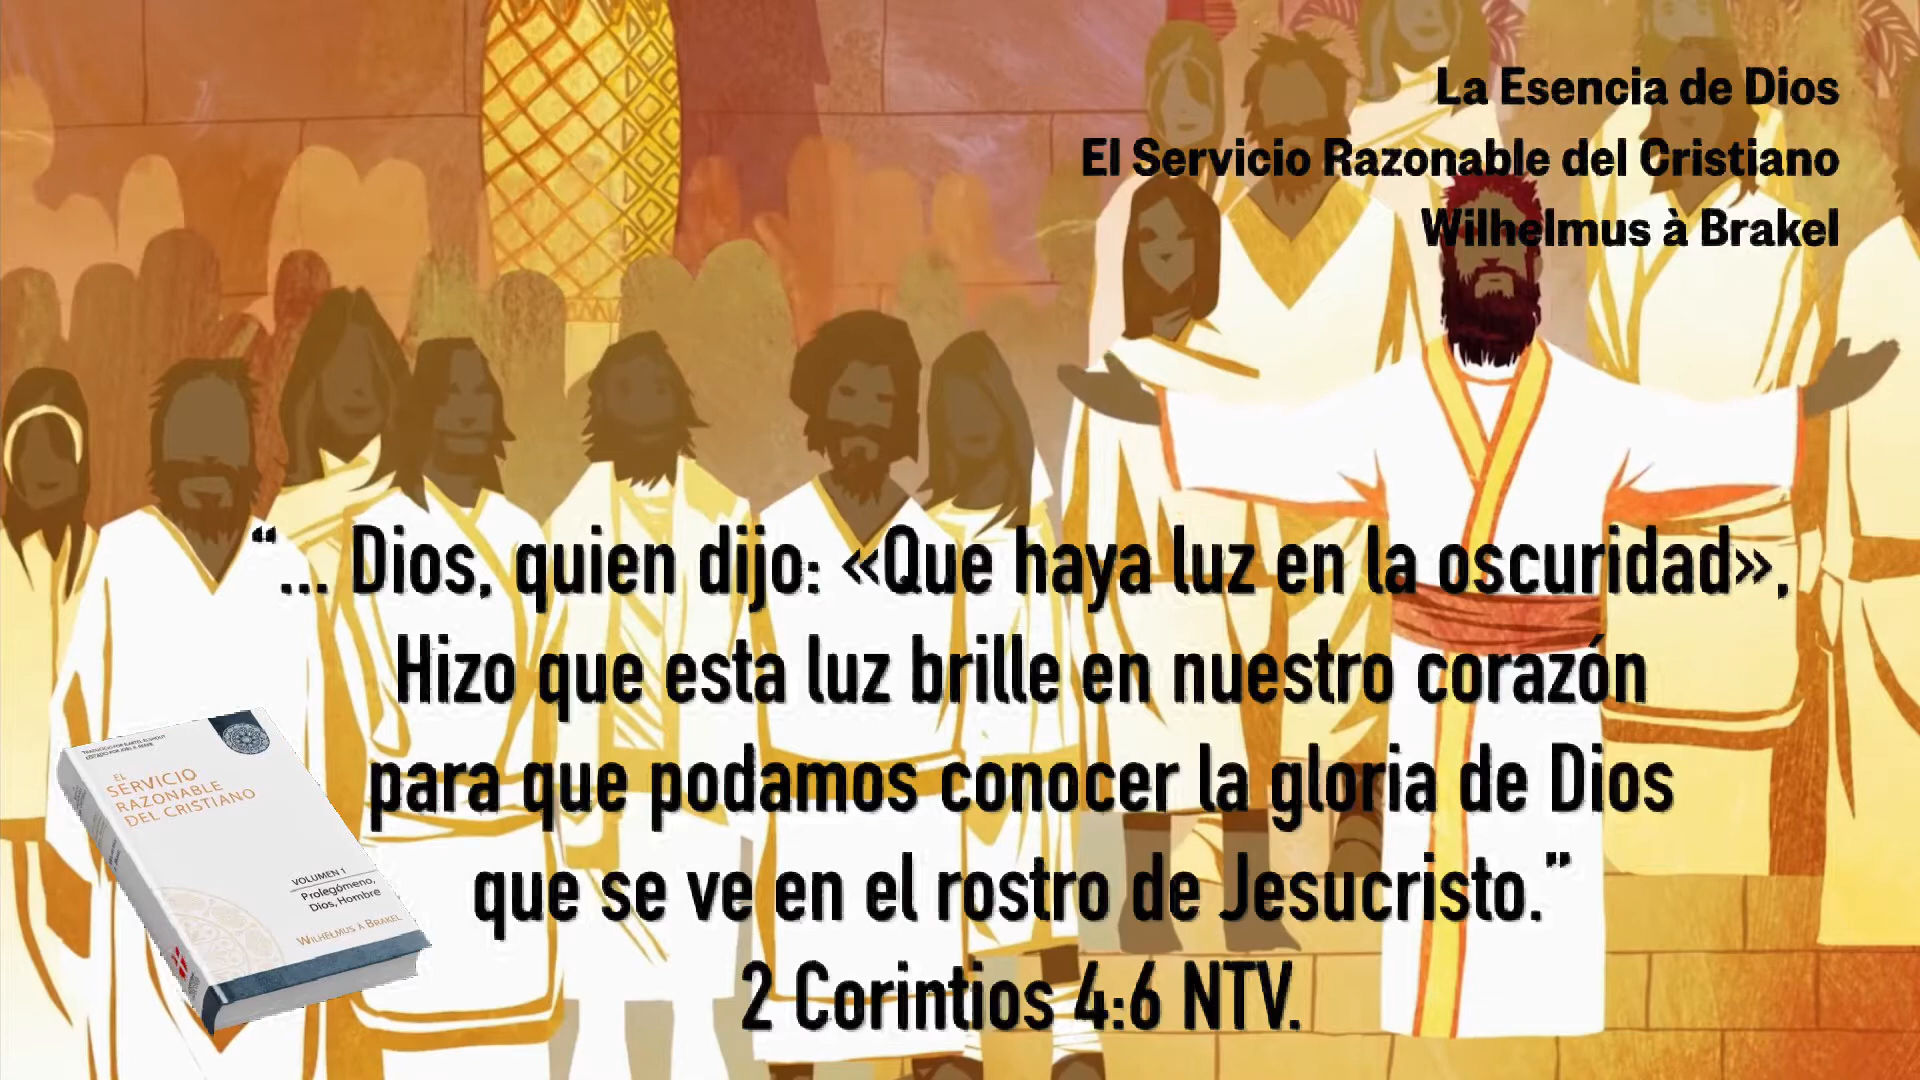 La Esencia de Dios
El Servicio Razonable del Cristiano
Wilhelmus à Brakel
“... Dios, quien dijo: «Que haya luz en la oscuridad»,
Hizo que esta luz brille en nuestro corazón
para que podamos conocer la gloria de Dios
que se ve en el rostro de Jesucristo.”
2 Corintios 4:6 NTV.
EL
SERVICIO
RAZONABLE
DEL CRISTIANO
VOLUMEN 1
Prolegómeno,
Dios, Hombre
WILHELMUS À BRAKEL